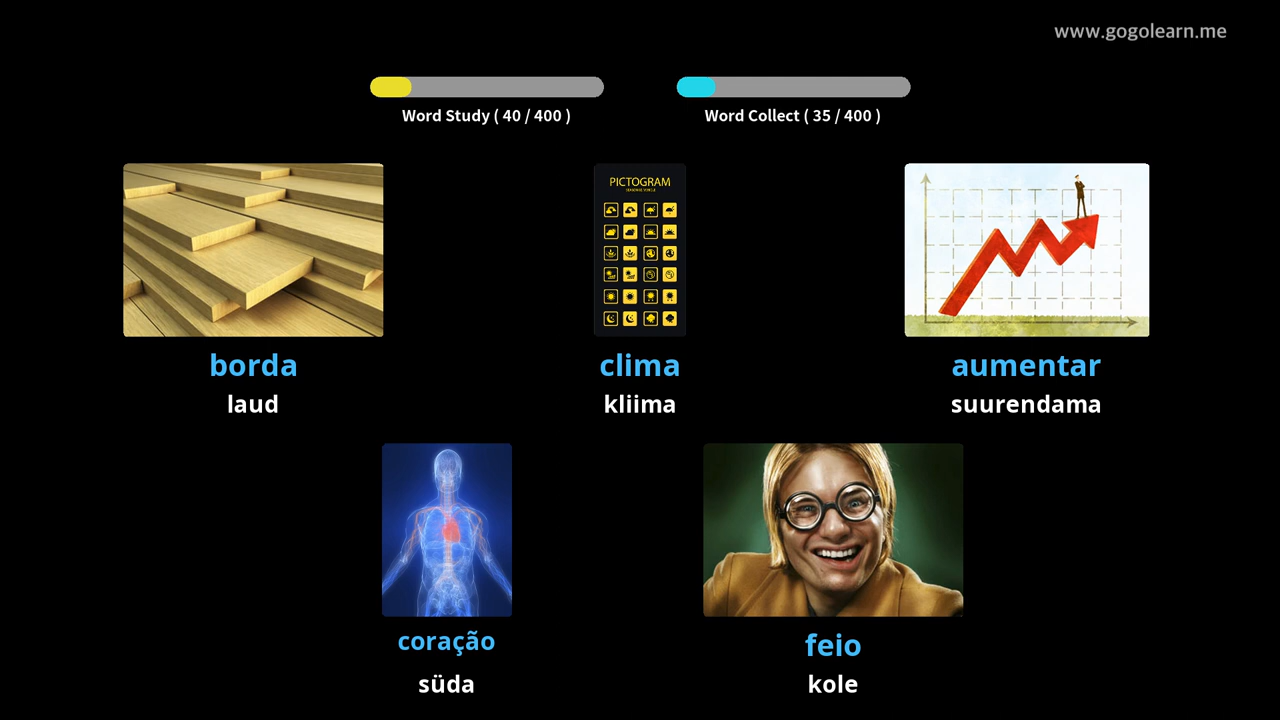 www.gogolearn.me
Word Study ( 40 / 400 )
Word Collect ( 35 / 400 )
PICTOGRAM
borda
laud
clima
kliima
aumentar
suurendama
coração
süda
feio
kole